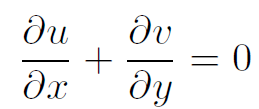 ∂u/∂x + ∂v/∂y = 0